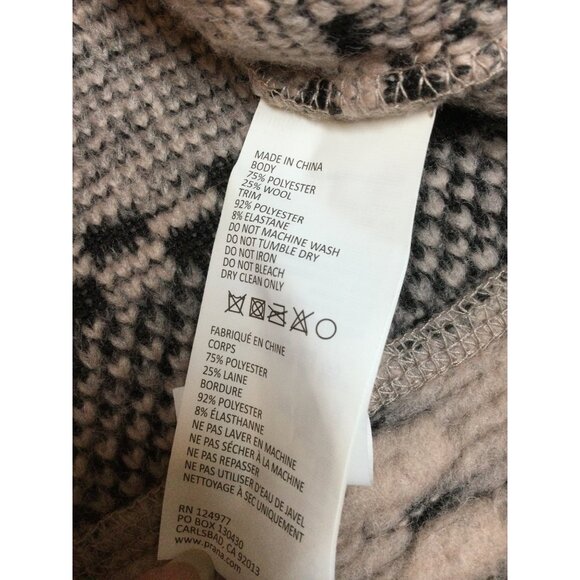 MADE IN CHINA
BODY
75% POLYESTER
25% WOOL
TRIM
92% POLYESTER
8% ELASTANE
DO NOT MACHINE WASH
DO NOT TUMBLE DRY
DO NOT IRON
DO NOT BLEACH
DRY CLEAN ONLY
FABRIQUÉ EN CHINE
CORPS
75% POLYESTER
25% LAINE
BORDURE
92% POLYESTER
8% ÉLASTHANNE
NE PAS LAVER EN MACHINE
NE PAS SÉCHER À LA MACHINE
NE PAS REPASSER
NE PAS UTILISER D'EAU DE JAVEL
NETTOYAGE À SEC UNIQUEMENT
RN 124977
PO BOX 130430
CARLSBAD, CA 92013
www.prana.com